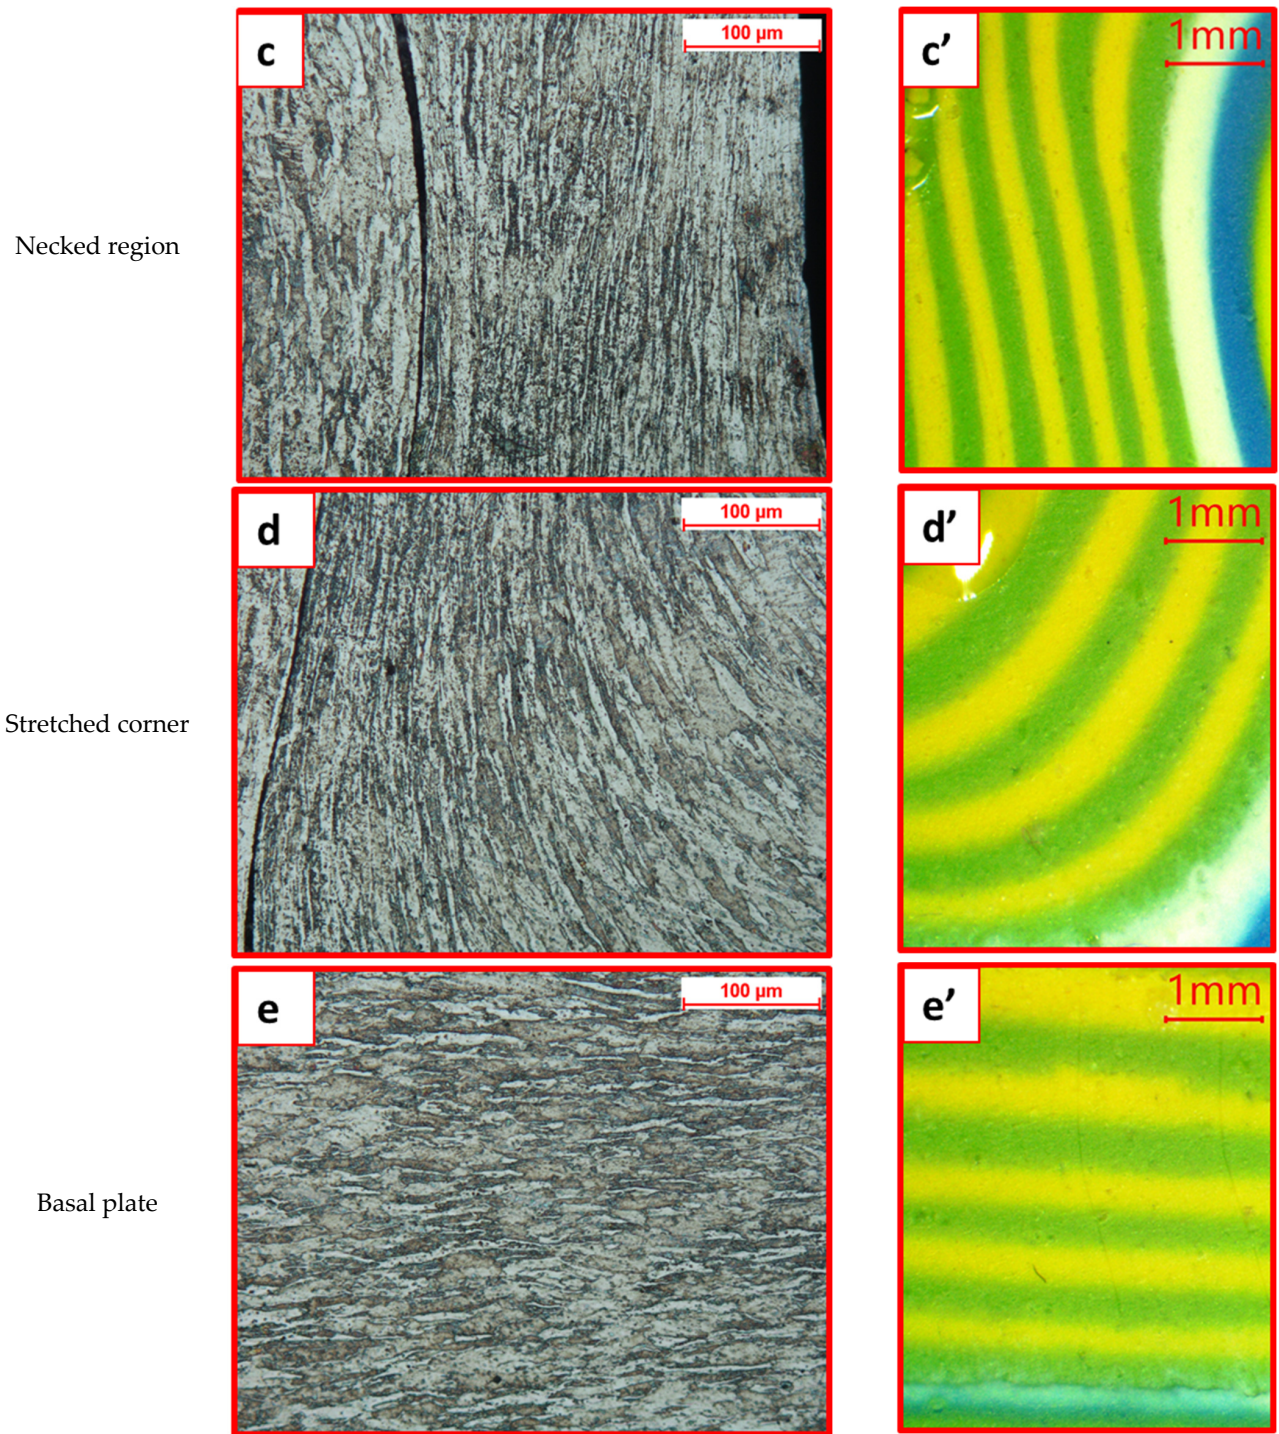 c
100 μm
c’
1mm
Necked region
d
100 μm
d’
1mm
Stretched corner
e
100 μm
e’
1mm
Basal plate